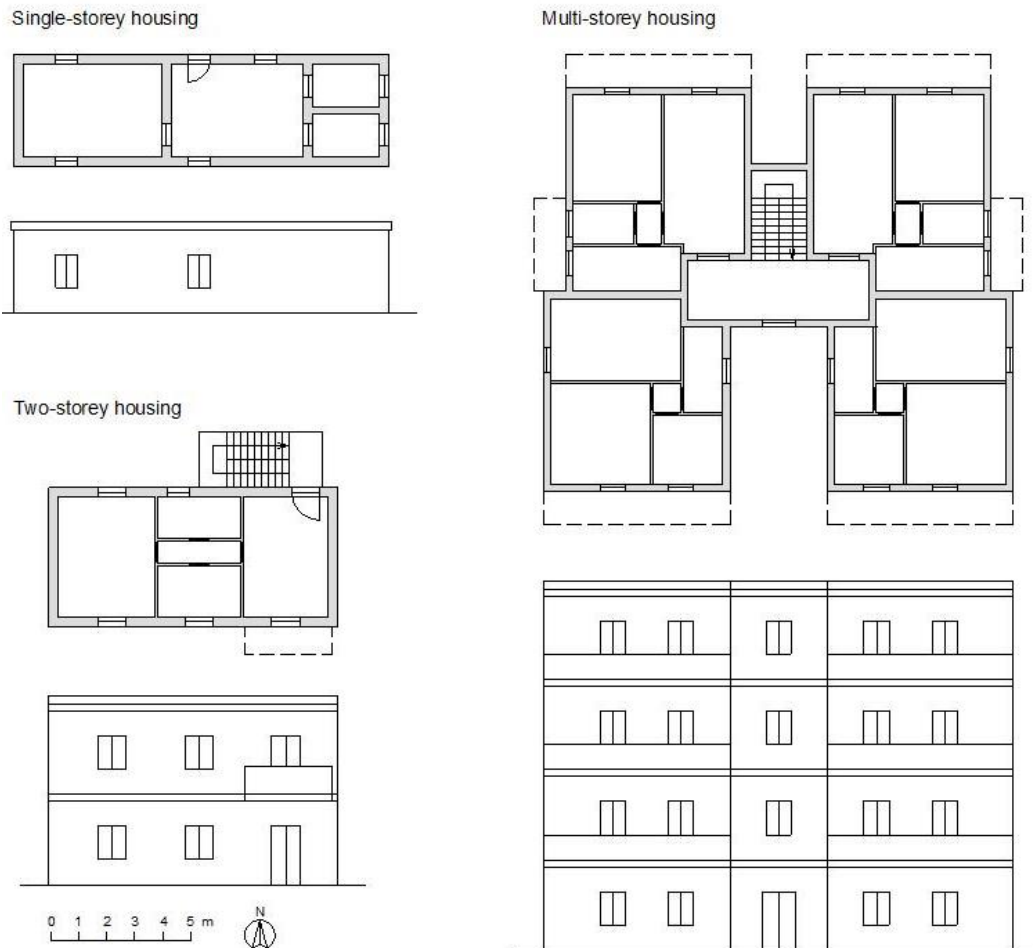 Single-storey housing
Multi-storey housing
Two-storey housing
0 1 2 3 4 5 m
N